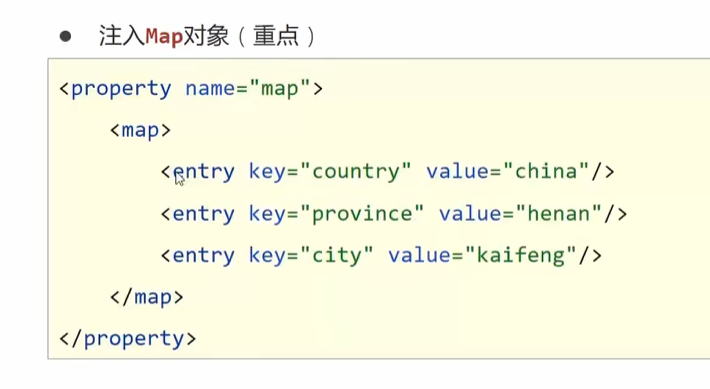 ● 注入Map对象（重点）
<property name="map">
<map>
<entry key="country" value="china"/>
<entry key="province" value="henan"/>
<entry key="city" value="kaifeng"/>
</map>
</property>